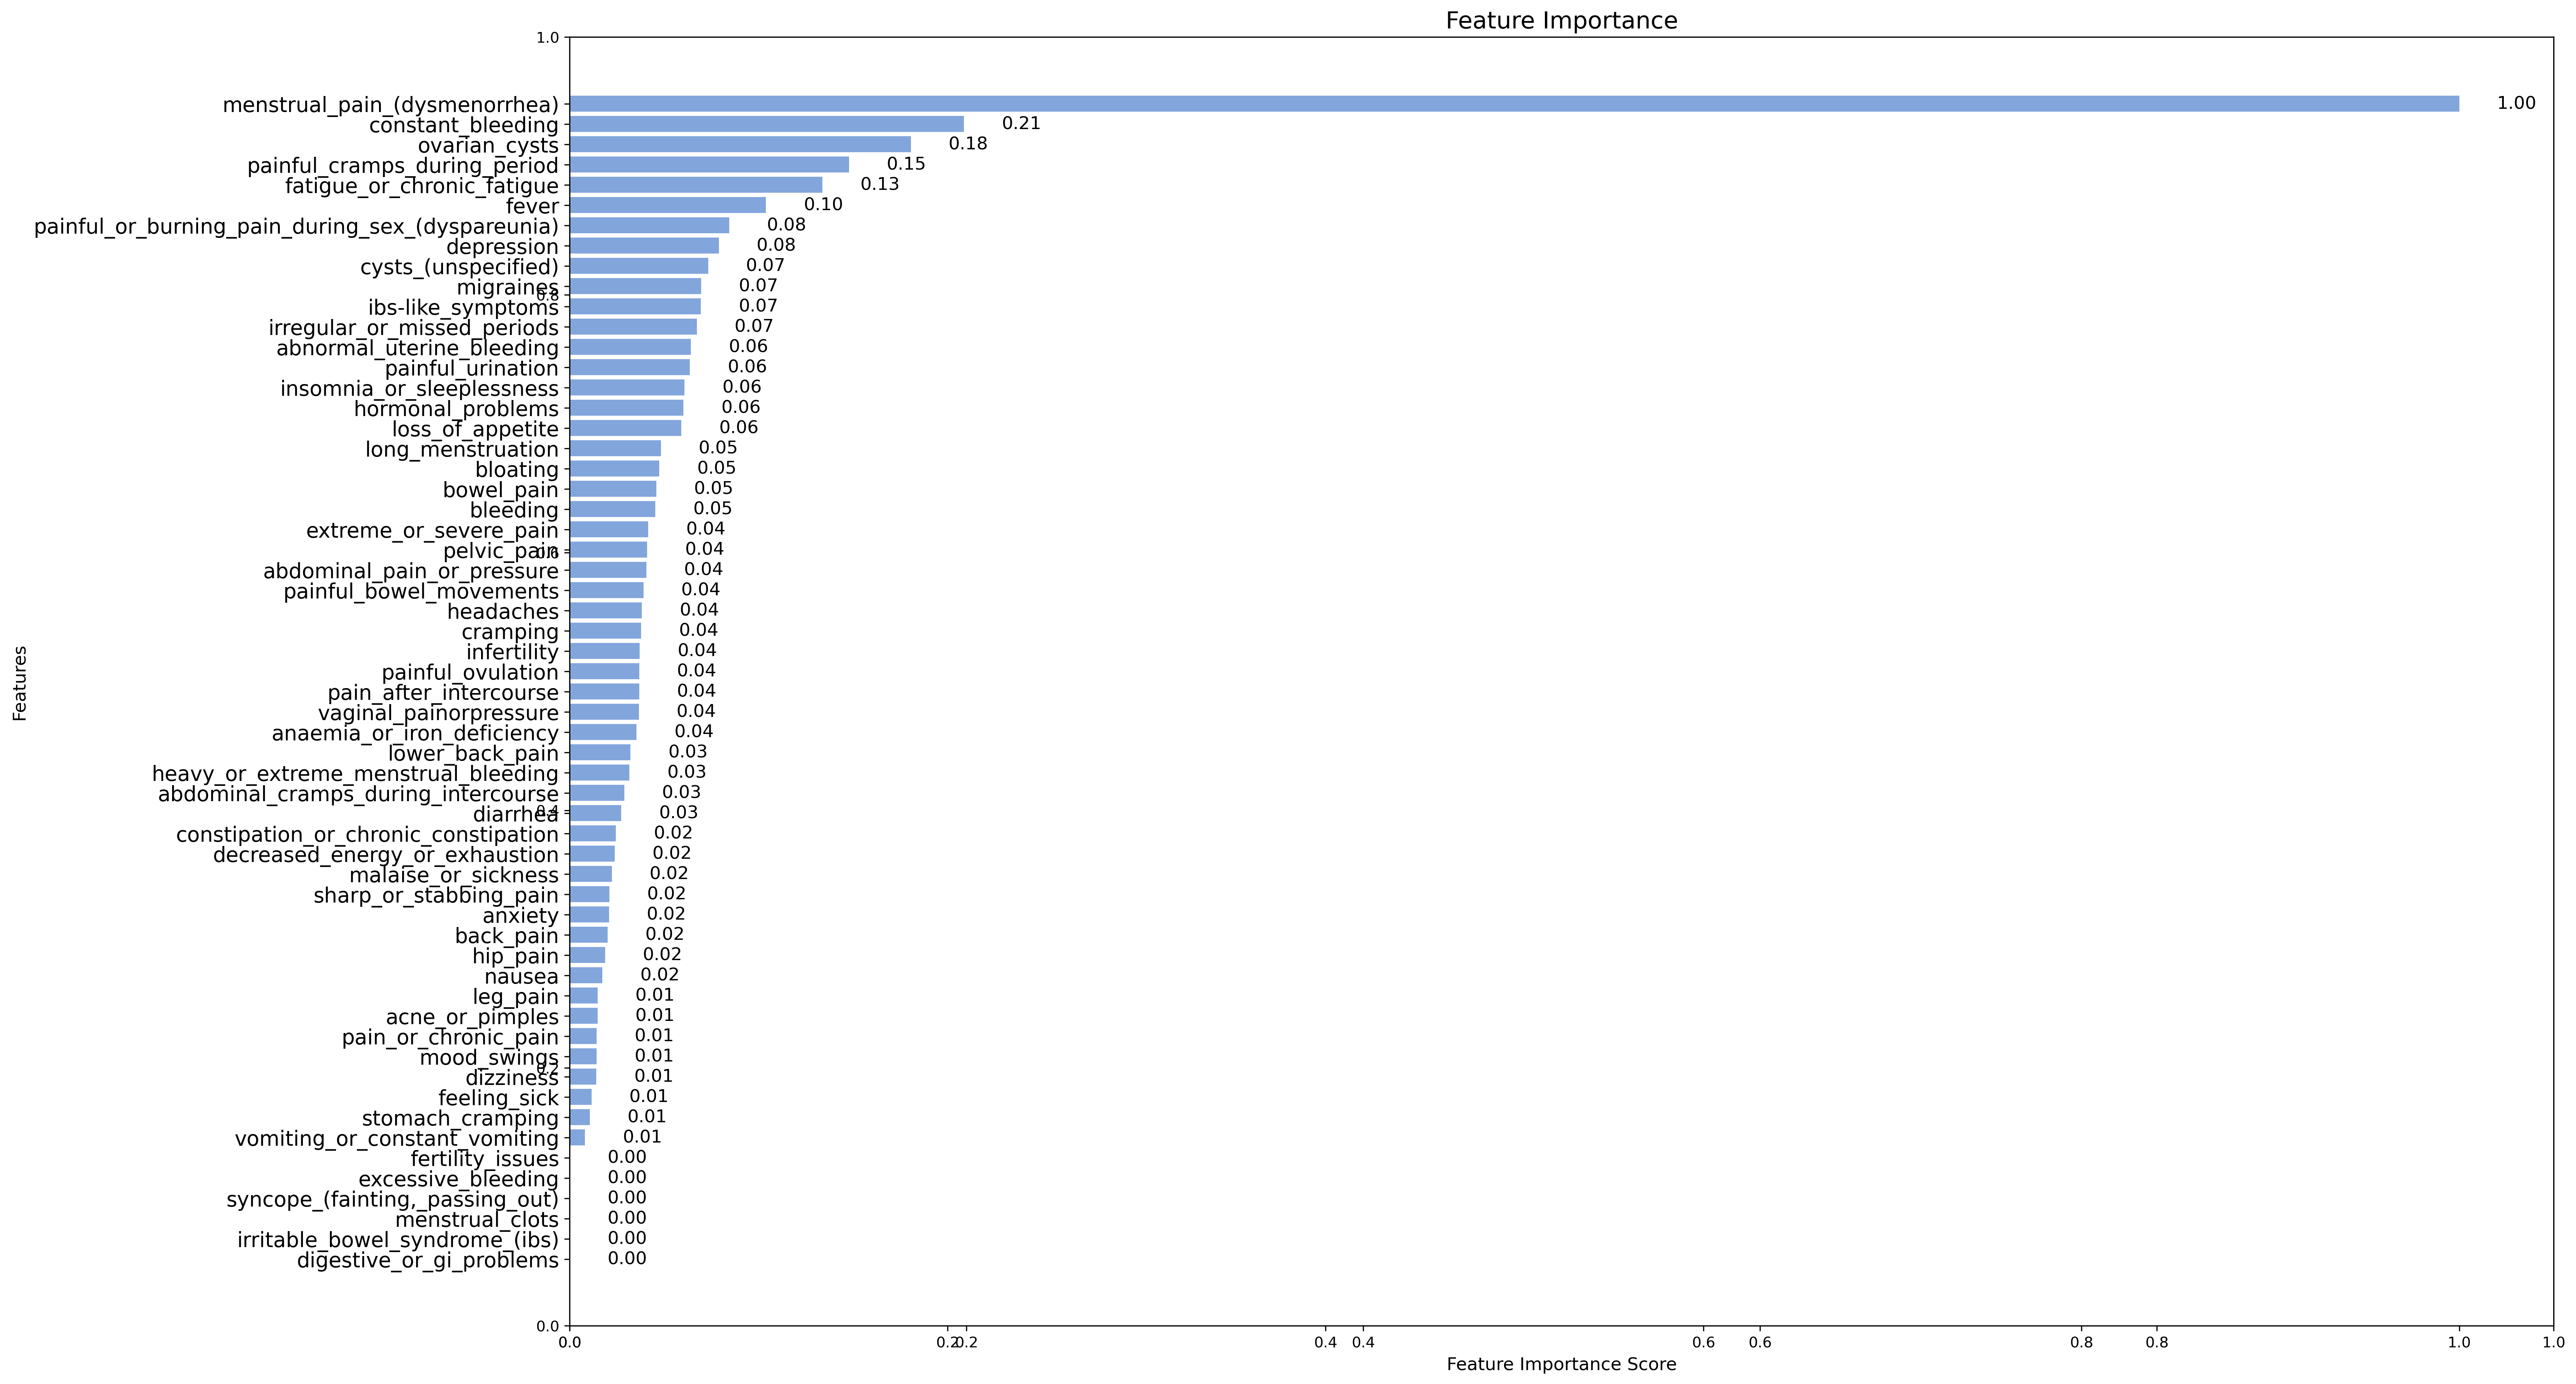 Feature Importance
1.0
menstrual_pain_(dysmenorrhea) 1.00
constant_bleeding 0.21
ovarian_cysts 0.18
painful_cramps_during_period 0.15
fatigue_or_chronic_fatigue 0.13
fever 0.10
painful_or_burning_pain_during_sex_(dyspareunia) 0.08
depression 0.08
cysts_(unspecified) 0.07
migraines 0.07
0.8
ibs-like_symptoms 0.07
irregular_or_missed_periods 0.07
abnormal_uterine_bleeding 0.06
painful_urination 0.06
insomnia_or_sleeplessness 0.06
hormonal_problems 0.06
loss_of_appetite 0.06
long_menstruation 0.05
bloating 0.05
bowel_pain 0.05
bleeding 0.05
extreme_or_severe_pain 0.04
pelvic_pain 0.04
0.6
abdominal_pain_or_pressure 0.04
painful_bowel_movements 0.04
headaches 0.04
cramping 0.04
infertility 0.04
painful_ovulation 0.04
pain_after_intercourse 0.04
vaginal_painorpressure 0.04
anaemia_or_iron_deficiency 0.04
lower_back_pain 0.03
heavy_or_extreme_menstrual_bleeding 0.03
abdominal_cramps_during_intercourse 0.03
0.4
diarrhea 0.03
constipation_or_chronic_constipation 0.02
decreased_energy_or_exhaustion 0.02
malaise_or_sickness 0.02
sharp_or_stabbing_pain 0.02
anxiety 0.02
back_pain 0.02
hip_pain 0.02
nausea 0.02
leg_pain 0.01
acne_or_pimples 0.01
pain_or_chronic_pain 0.01
mood_swings 0.01
0.2
dizziness 0.01
feeling_sick 0.01
stomach_cramping 0.01
vomiting_or_constant_vomiting 0.01
fertility_issues 0.00
excessive_bleeding 0.00
syncope_(fainting,_passing_out) 0.00
menstrual_clots 0.00
irritable_bowel_syndrome_(ibs) 0.00
digestive_or_gi_problems 0.00
0.0
Features
0.0 0.2 0.2 0.4 0.4 0.6 0.6 0.8 0.8 1.0 1.0
Feature Importance Score